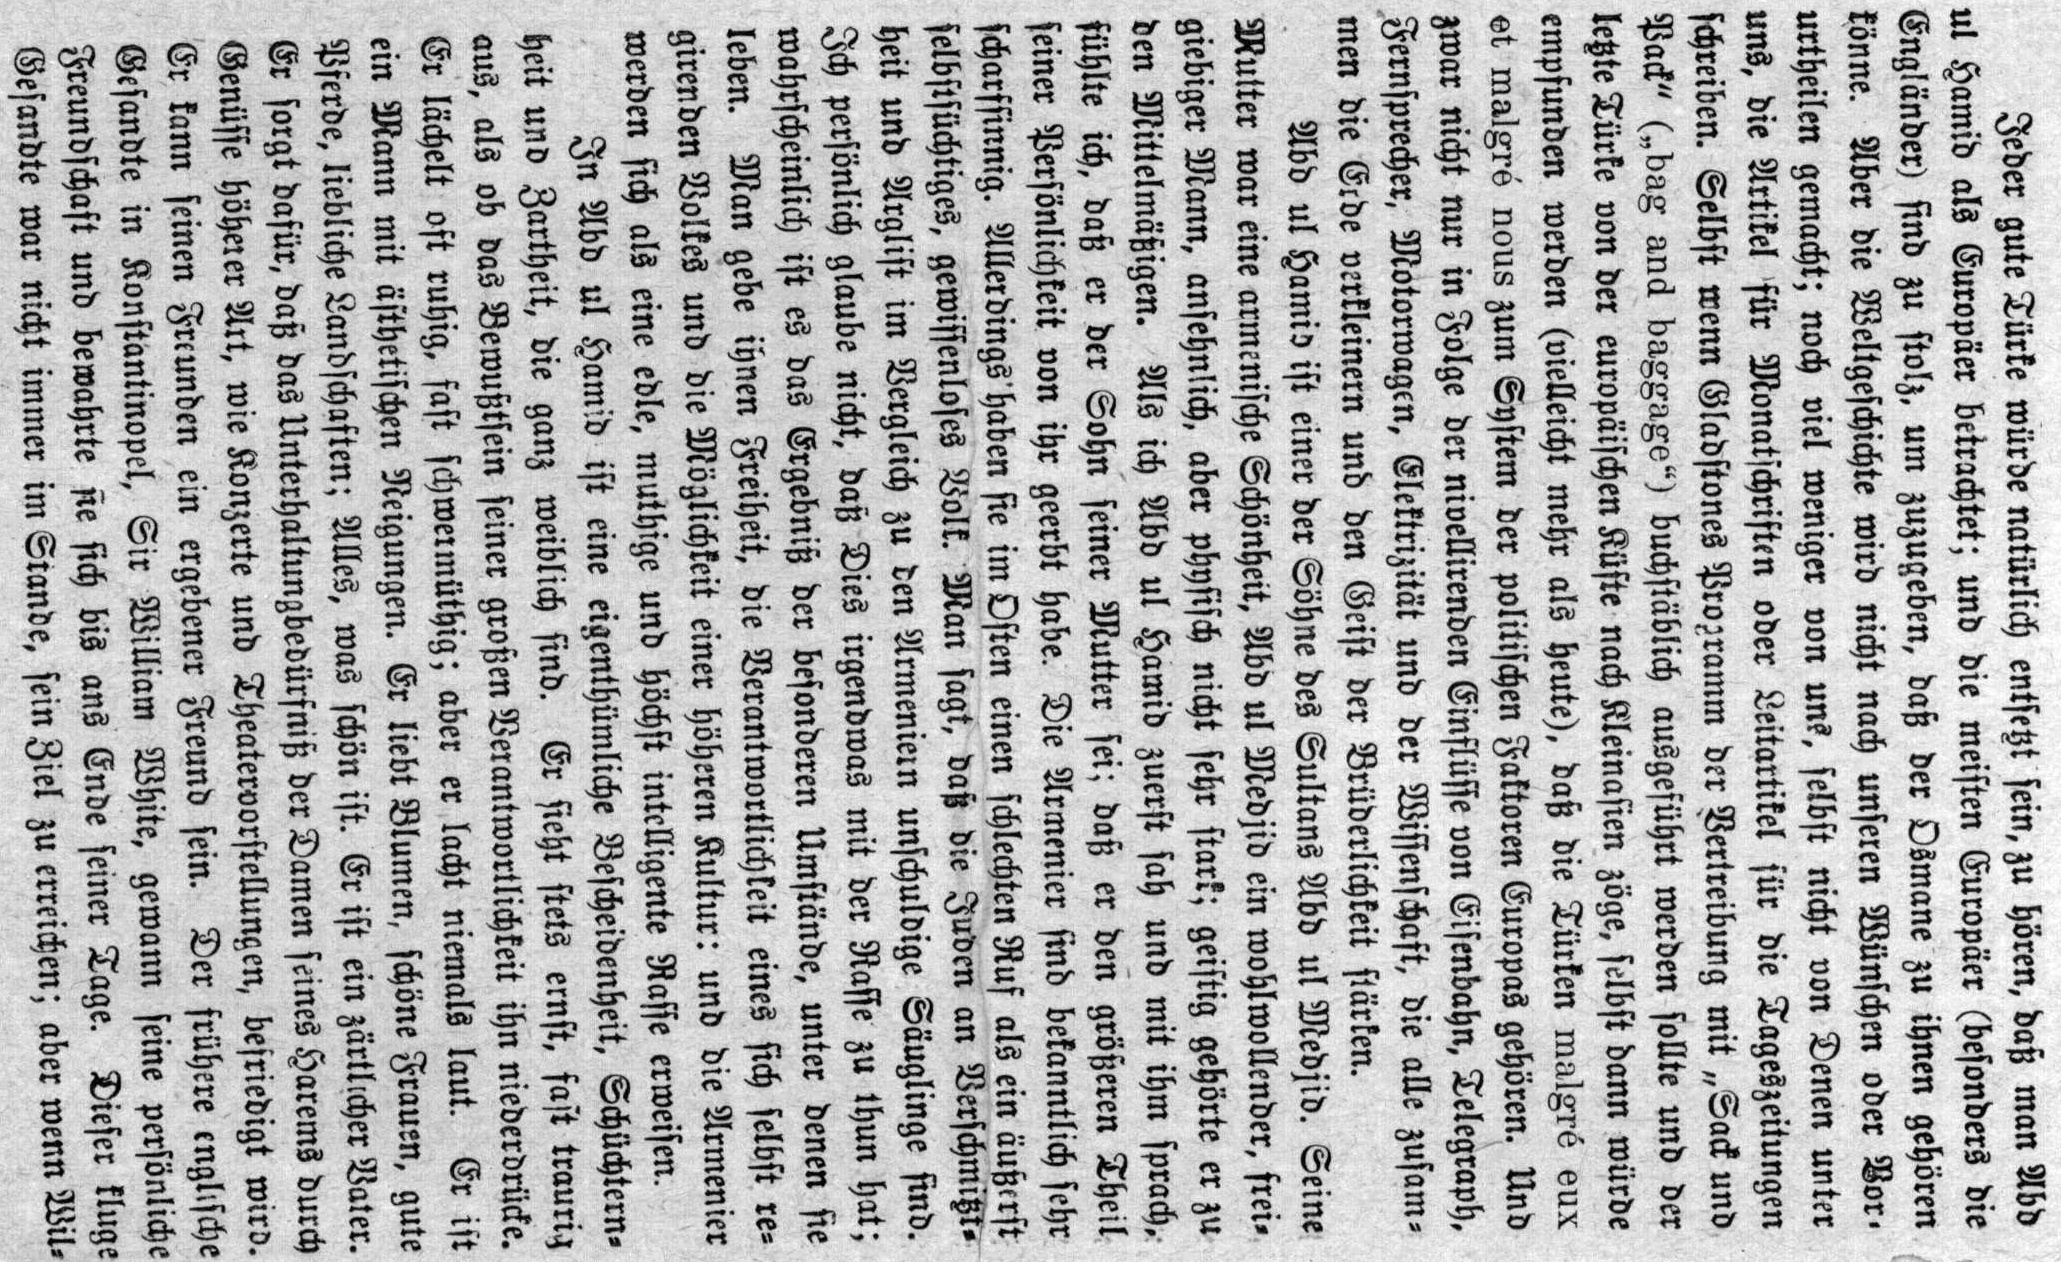 Jeder gute Türke würde natürlich entsetzt sein, zu hören, daß man Abd
ul Hamid als Europäer betrachtet; und die meisten Europäer (besonders die
Engländer) sind zu stolz, um zuzugeben, daß der Osmane zu ihnen gehören
könne. Aber die Weltgeschichte wird nicht nach unseren Wünschen oder Vor-
urtheilen gemacht; noch viel weniger von uns, selbst nicht von Denen unter
uns, die Artikel für Monatschriften oder Leitartikel für die Tageszeitungen
schreiben. Selbst wenn Gladstones Programm der Vertreibung mit „Sack und
Pack“ („bag and baggage“) buchstäblich ausgeführt werden sollte und der
letzte Türke von der europäischen Küste nach Kleinasien zöge, selbst dann würde
empfunden werden (vielleicht mehr als heute), daß die Türken malgré eux
et malgré nous zum System der politischen Faktoren Europas gehören. Und
zwar nicht nur in Folge der nivellirenden Einflüsse von Eisenbahn, Telegraph,
Fernsprecher, Motorwagen, Elektrizität und der Wissenschaft, die alle zusam-
men die Erde verkleinern und den Geist der Brüderlichkeit stärken.
Abd ul Hamid ist einer der Söhne des Sultans Abd ul Medjid. Seine
Mutter war eine armenische Schönheit, Abd ul Medjid ein wohlwollender, frei-
giebiger Mann, ansehnlich, aber physisch nicht sehr stark; geistig gehörte er zu
den Mittelmäßigen. Als ich Abd ul Hamid zuerst sah und mit ihm sprach,
fühlte ich, daß er der Sohn seiner Mutter sei; daß er den größeren Theil
seiner Persönlichkeit von ihr geerbt habe. Die Armenier sind bekanntlich sehr
scharfsinnig. Allerdings haben sie im Osten einen schlechten Ruf als ein äußerst
selbstsüchtiges, gewissenloses Volk. Man sagt, daß die Juden an Verschmitzt-
heit und Arglist im Vergleich zu den Armeniern unschuldige Säuglinge sind.
Ich persönlich glaube nicht, daß Dies irgendwas mit der Rasse zu thun hat;
wahrscheinlich ist es das Ergebniß der besonderen Umstände, unter denen sie
leben. Man gebe ihnen Freiheit, die Verantwortlichkeit eines sich selbst re-
girenden Volkes und die Möglichkeit einer höheren Kultur: und die Armenier
werden sich als eine edle, muthige und höchst intelligente Rasse erweisen.
In Abd ul Hamid ist eine eigenthümliche Bescheidenheit, Schüchtern-
heit und Zartheit, die ganz weiblich sind. Er sieht stets ernst, fast traurig
aus, als ob das Bewußtsein seiner großen Verantwortlichkeit ihn niederdrücke.
Er lächelt oft ruhig, fast schwermüthig; aber er lacht niemals laut. Er ist
ein Mann mit ästhetischen Neigungen. Er liebt Blumen, schöne Frauen, gute
Pferde, liebliche Landschaften; Alles, was schön ist. Er ist ein zärtlicher Vater.
Er sorgt dafür, daß das Unterhaltungbedürfniß der Damen seines Harems durch
Genüsse höherer Art, wie Konzerte und Theatervorstellungen, befriedigt wird.
Er kann seinen Freunden ein ergebener Freund sein. Der frühere englische
Gesandte in Konstantinopel, Sir William White, gewann seine persönliche
Freundschaft und bewahrte sie sich bis ans Ende seiner Tage. Dieser kluge
Gesandte war nicht immer im Stande, sein Ziel zu erreichen; aber wenn Wil-